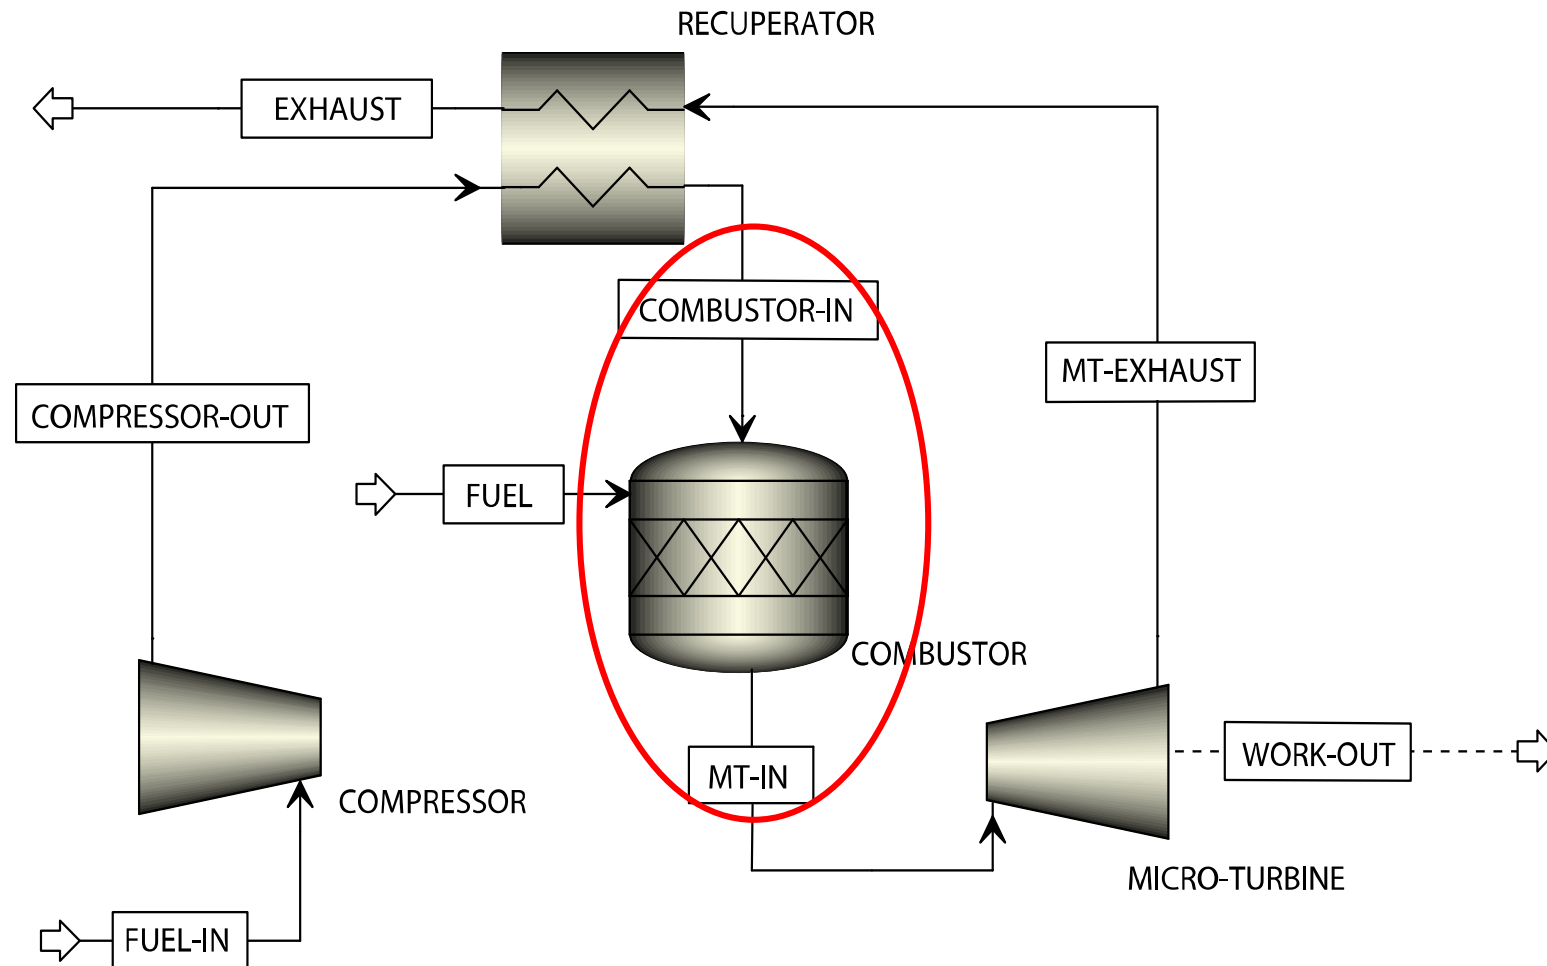 RECUPERATOR
EXHAUST
COMBUSTOR-IN
MT-EXHAUST
COMPRESSOR-OUT
FUEL
COMBUSTOR
WORK-OUT
MT-IN
COMPRESSOR
MICRO-TURBINE
FUEL-IN